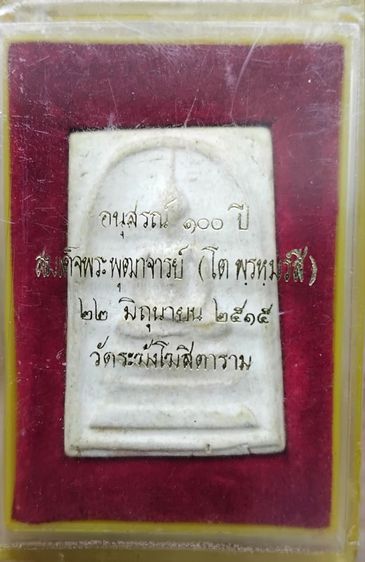 อนุสรณ์ ๑๐๐ ปี
สมเด็จพระพุฒาจารย์ (โต พฺรหฺมรํสี)
๒๒ มิถุนายน ๒๕๑๕
วัดระฆังโฆสิตาราม